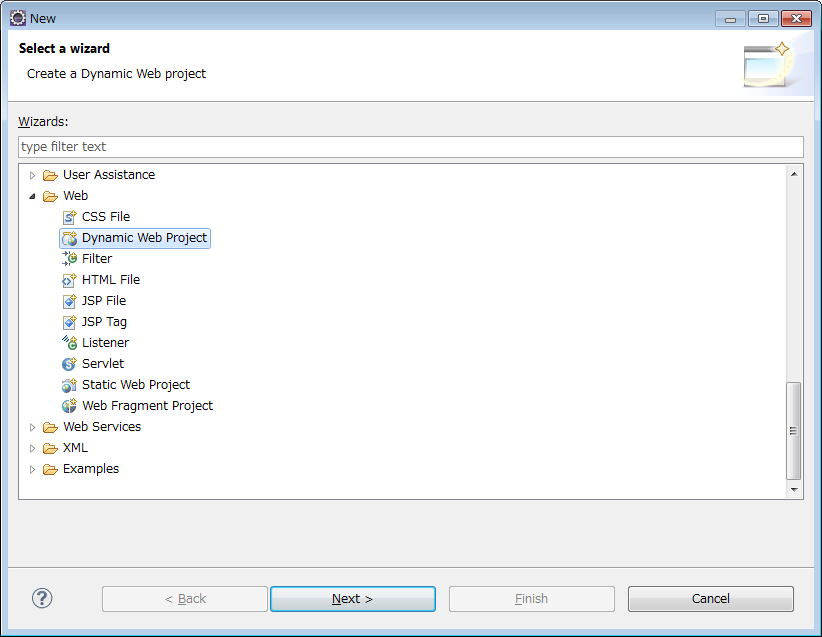 New
Select a wizard
Create a Dynamic Web project
Wizards:
type filter text
User Assistance
Web
CSS File
Dynamic Web Project
Filter
HTML File
JSP File
JSP Tag
Listener
Servlet
Static Web Project
Web Fragment Project
Web Services
XML
Examples
? < Back Next > Finish Cancel